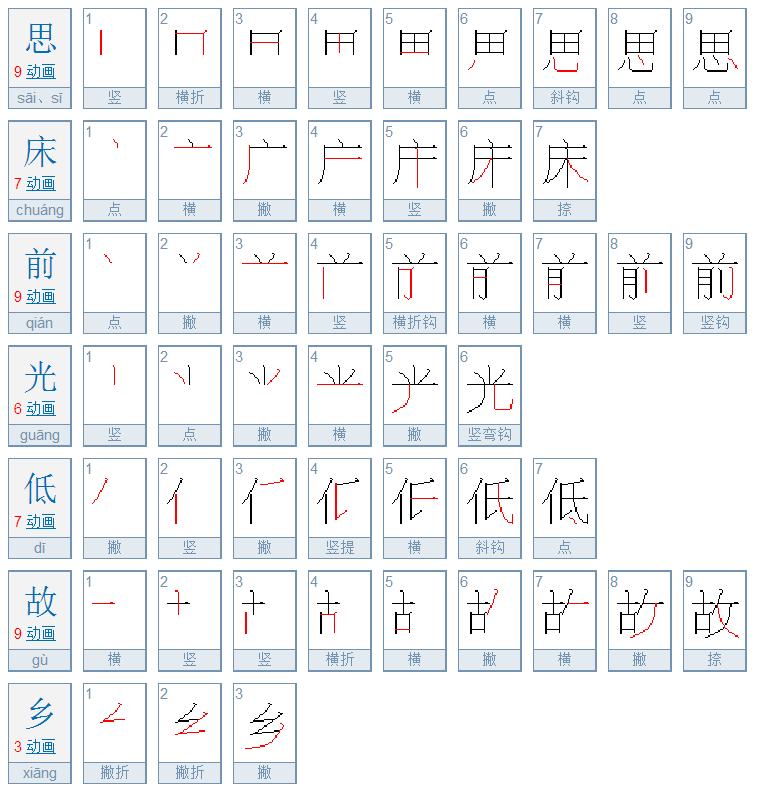 思 1 2 3 4 5 6 7 8 9
9 动画
sāi、sī 竖 横折 横 竖 横 点 斜钩 点 点
床 1 2 3 4 5 6 7
7 动画
chuáng 点 横 撇 横 竖 撇 捺
前 1 2 3 4 5 6 7 8 9
9 动画
qián 点 撇 横 竖 横折钩 横 横 竖 竖钩
光 1 2 3 4 5 6
6 动画
guāng 竖 点 撇 横 撇 竖弯钩
低 1 2 3 4 5 6 7
7 动画
dī 撇 竖 撇 竖提 横 斜钩 点
故 1 2 3 4 5 6 7 8 9
9 动画
gù 横 竖 竖 横折 横 撇 横 撇 捺
乡 1 2 3
3 动画
xiāng 撇折 撇折 撇